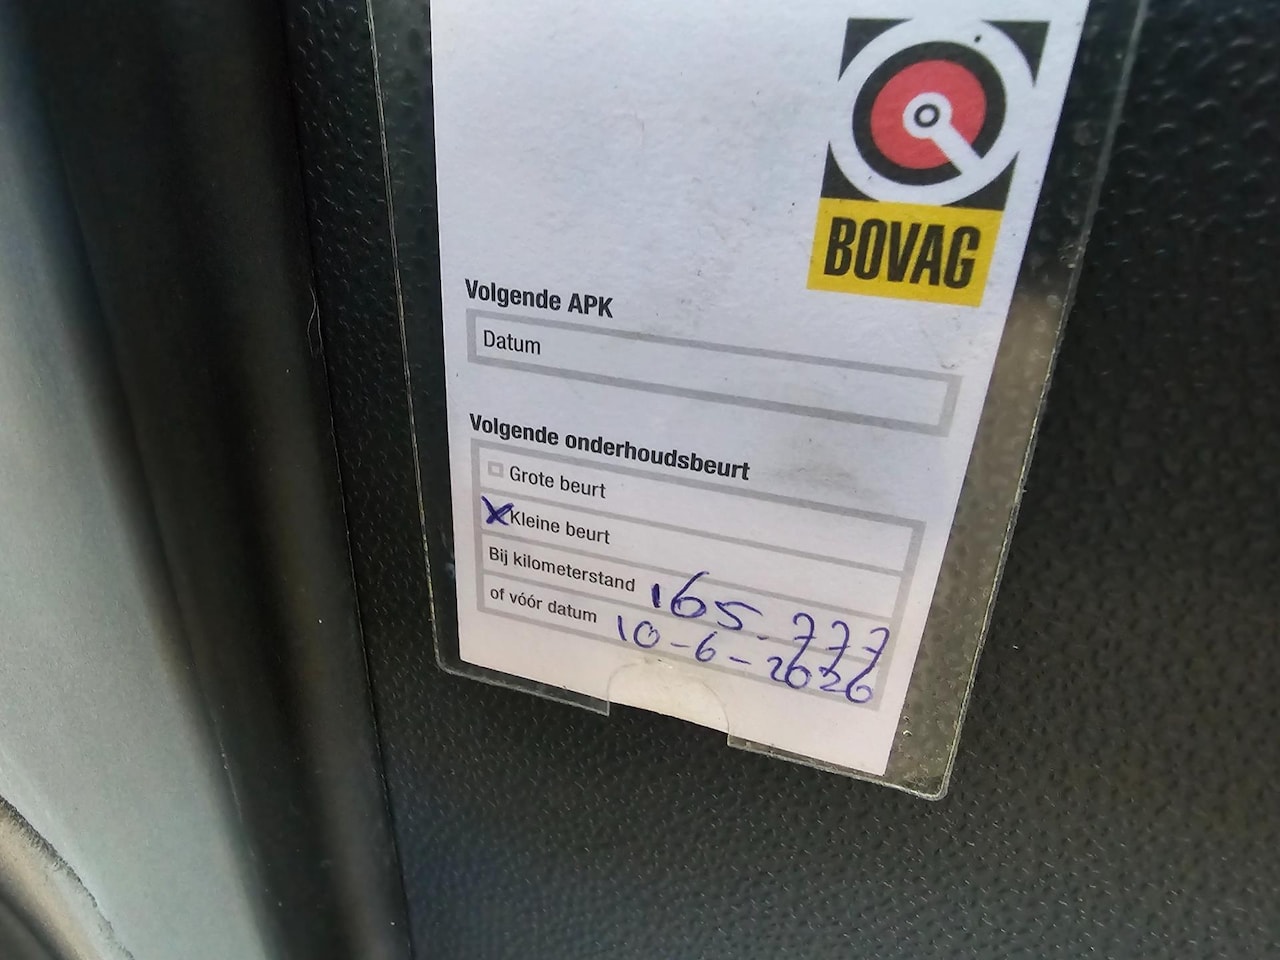 BOVAG
Volgende APK
Datum
Volgende onderhoudsbeurt
Grote beurt
Kleine beurt
Bij kilometerstand 165.777
of vóór datum 10-6-2026